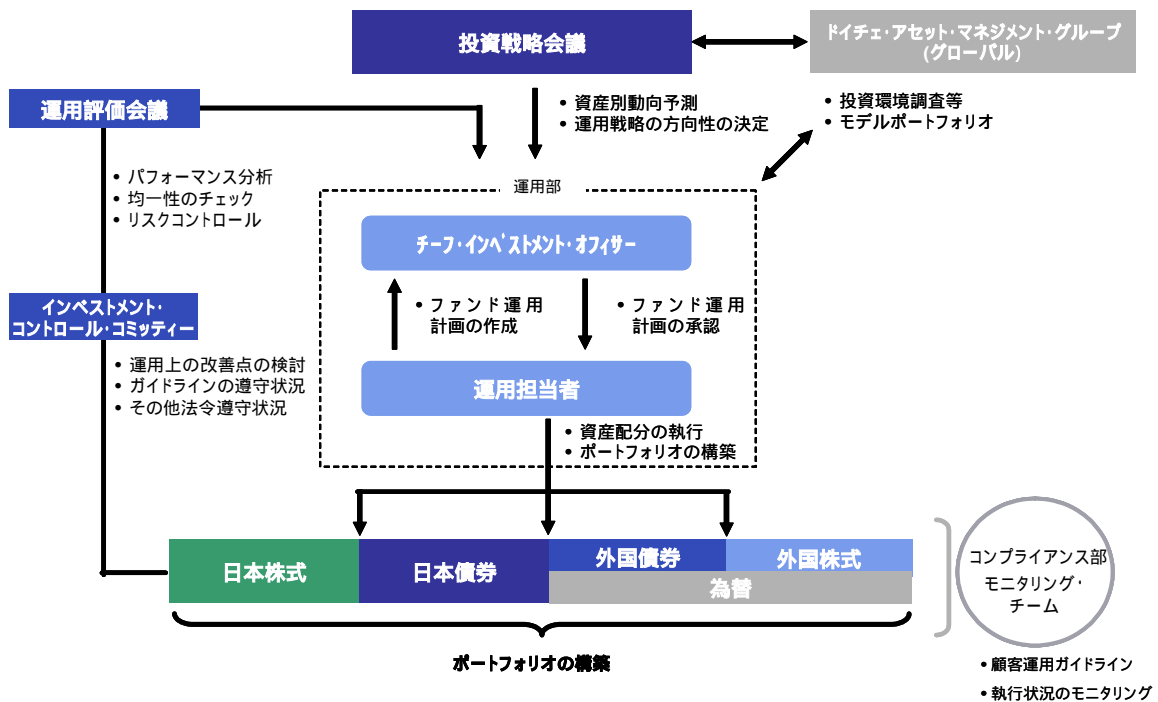 投資戦略会議
ドイチェ・アセット・マネジメント・グループ
(グローバル)
運用評価会議
• 資産別動向予測
• 運用戦略の方向性の決定
• 投資環境調査等
• モデルポートフォリオ
• パフォーマンス分析
• 均一性のチェック
• リスクコントロール
運用部
チーフ・インベストメント・オフィサー
インベストメント・
コントロール・コミッティー
• ファンド運用
計画の作成
• ファンド運用
計画の承認
• 運用上の改善点の検討
• ガイドラインの遵守状況
• その他法令遵守状況
運用担当者
• 資産配分の執行
• ポートフォリオの構築
日本株式
日本債券
外国債券
外国株式
為替
コンプライアンス部
モニタリング・
チーム
ポートフォリオの構築
• 顧客運用ガイドライン
• 執行状況のモニタリング